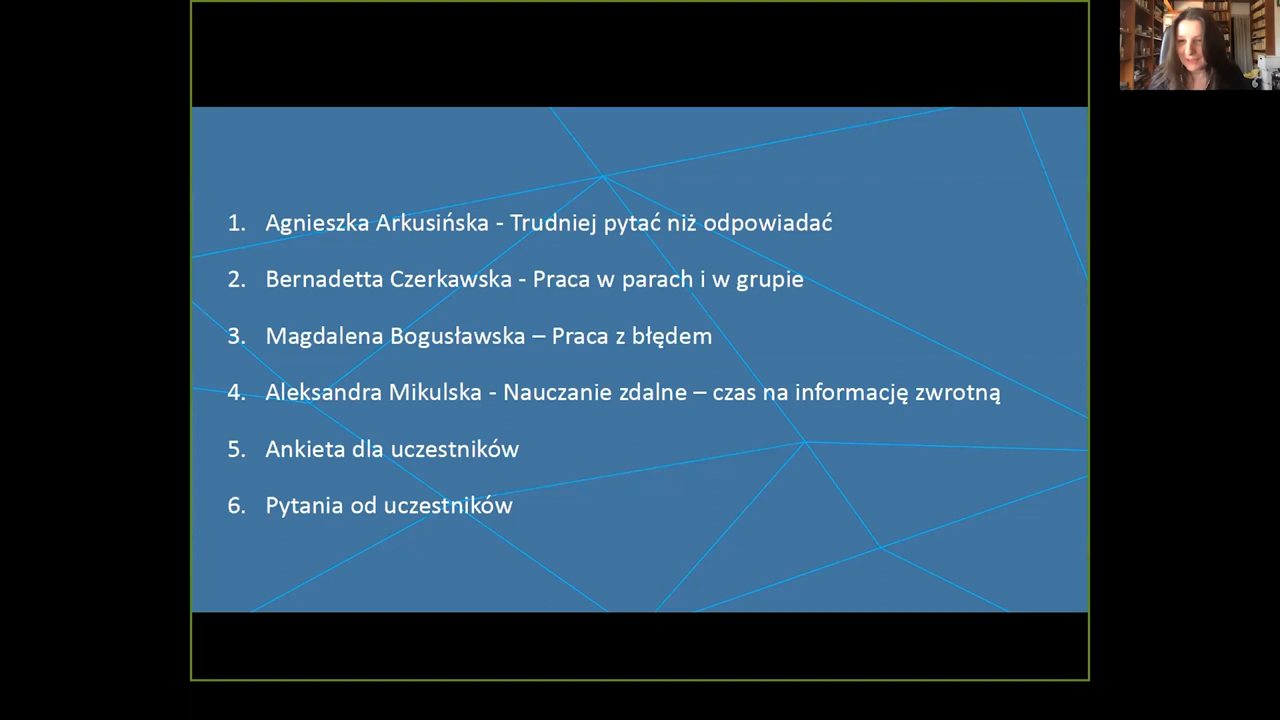 1. Agnieszka Arkusińska - Trudniej pytać niż odpowiadać
2. Bernadetta Czerkawska - Praca w parach i w grupie
3. Magdalena Bogusławska – Praca z błędem
4. Aleksandra Mikulska - Nauczanie zdalne – czas na informację zwrotną
5. Ankieta dla uczestników
6. Pytania od uczestników